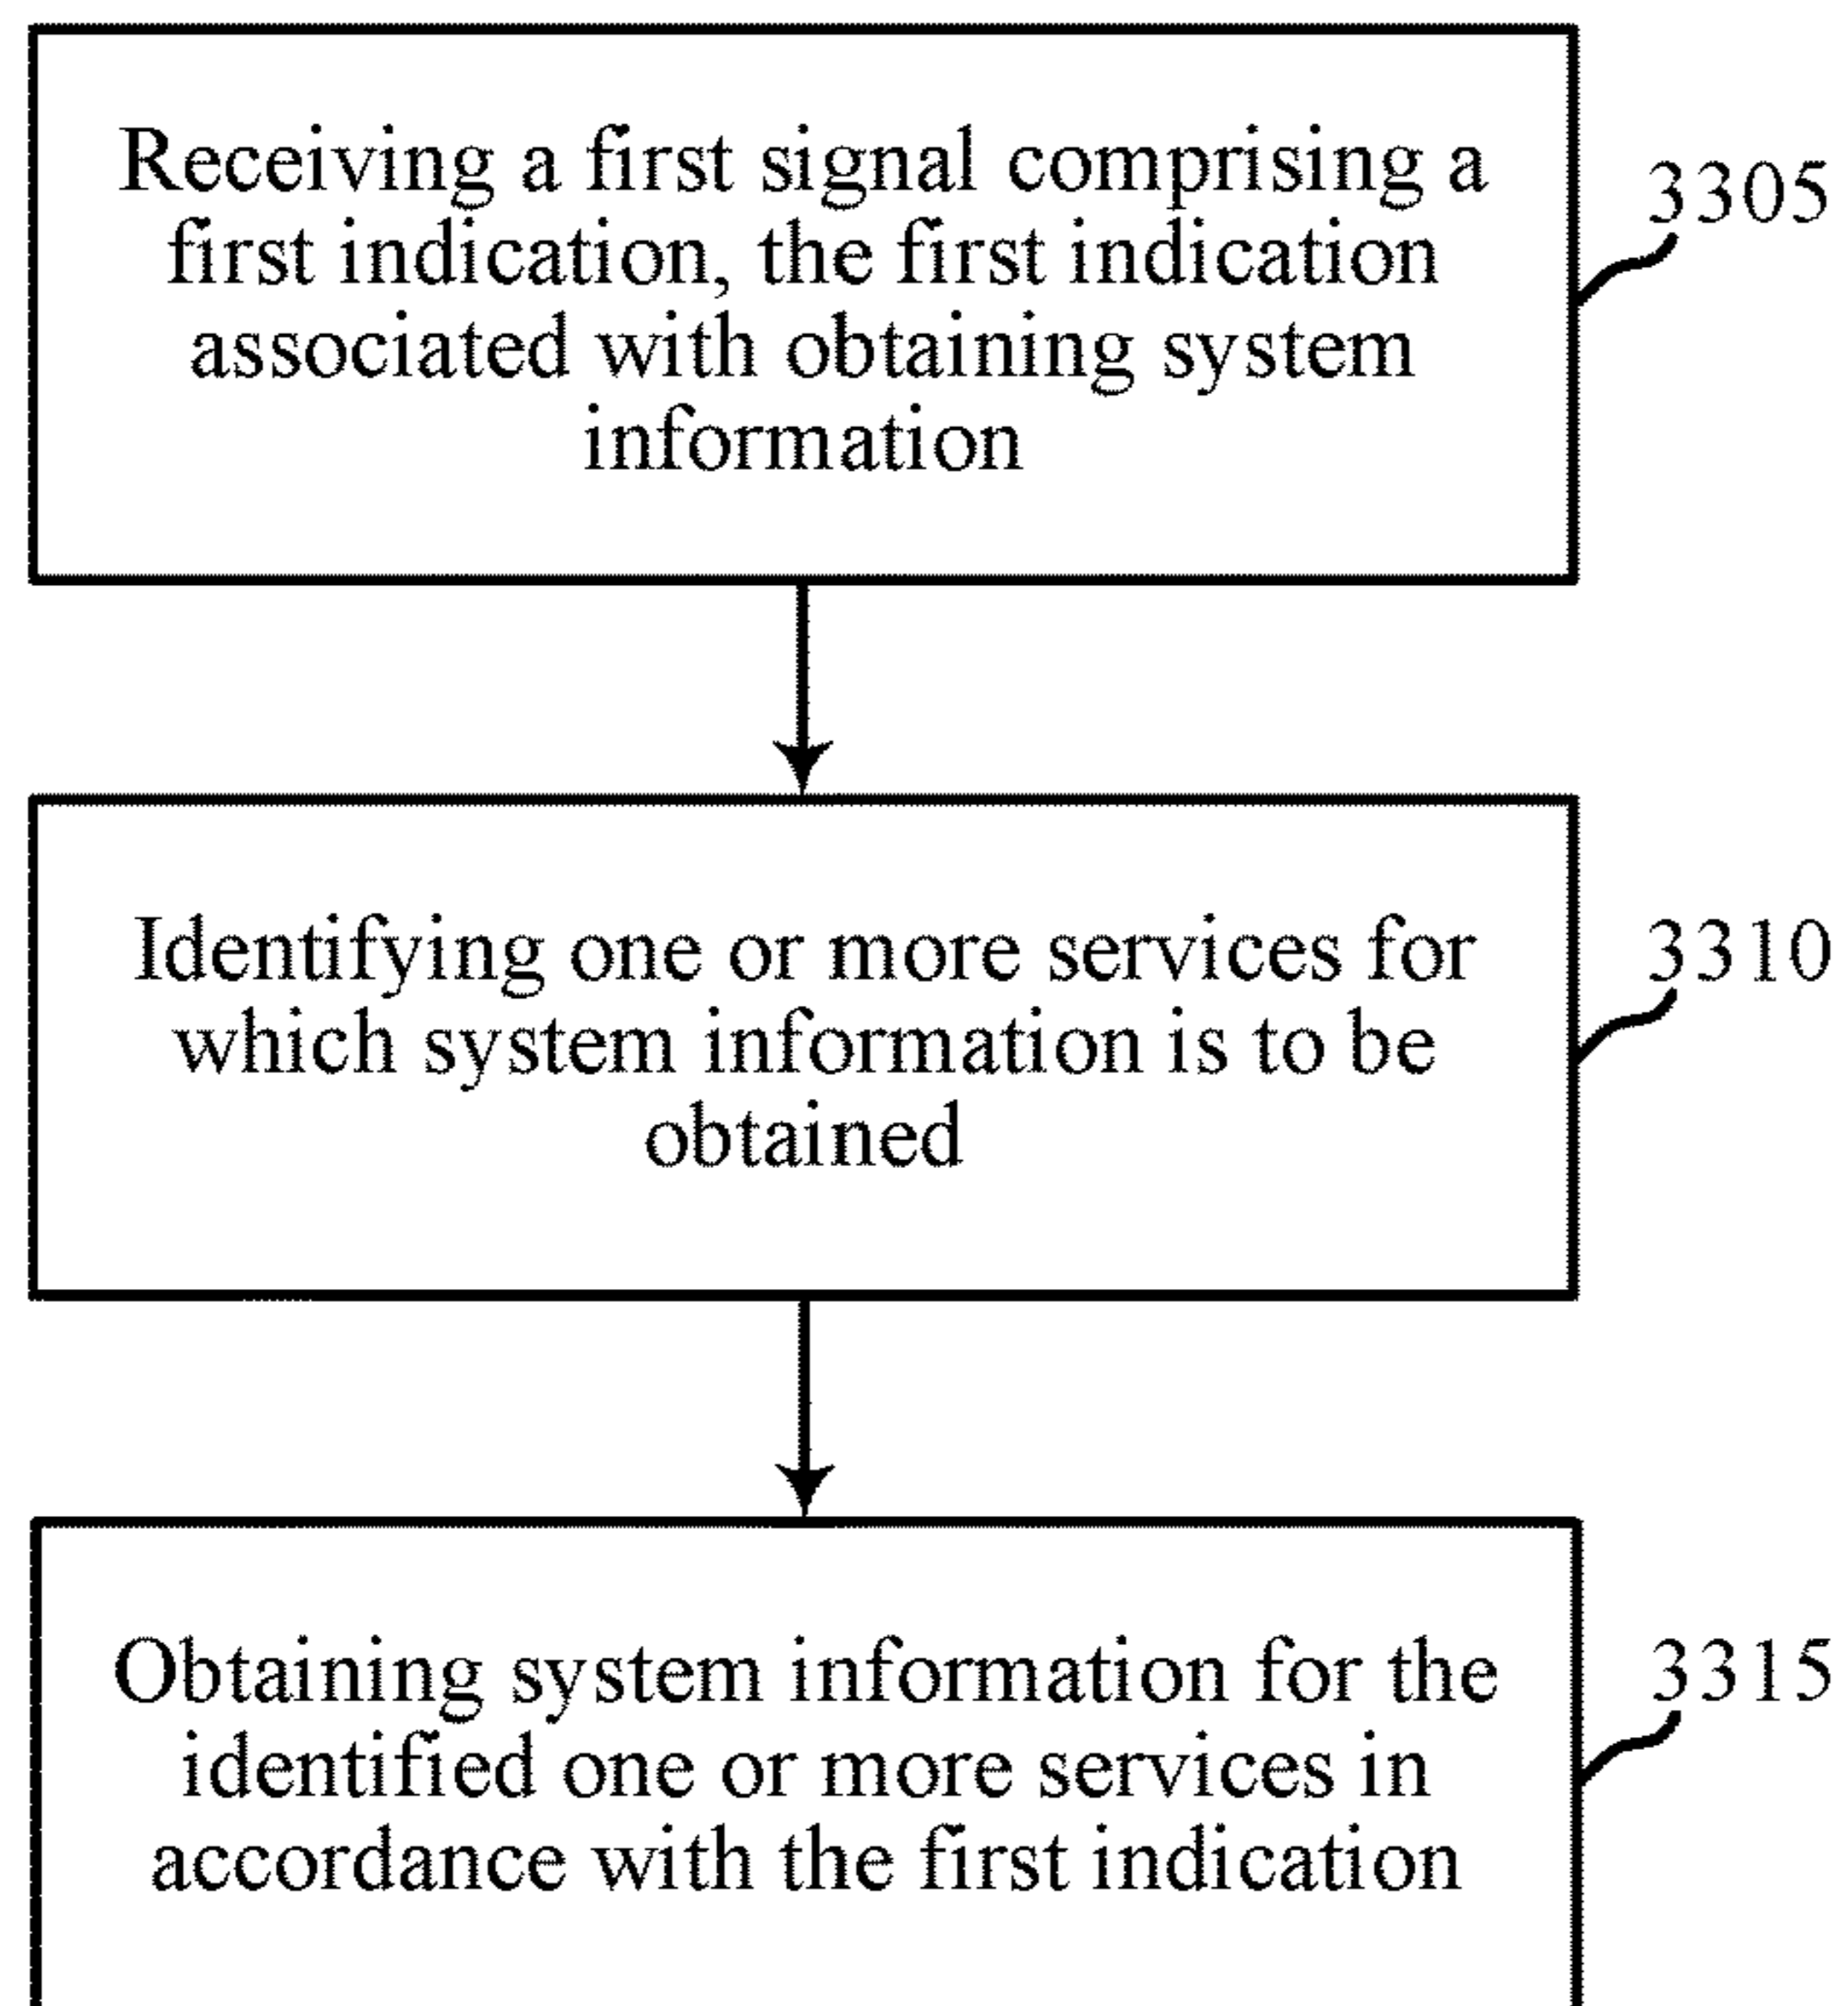 Receiving a first signal comprising a
first indication, the first indication
associated with obtaining system
information
3305
Identifying one or more services for
which system information is to be
obtained
3310
Obtaining system information for the
identified one or more services in
accordance with the first indication
3315